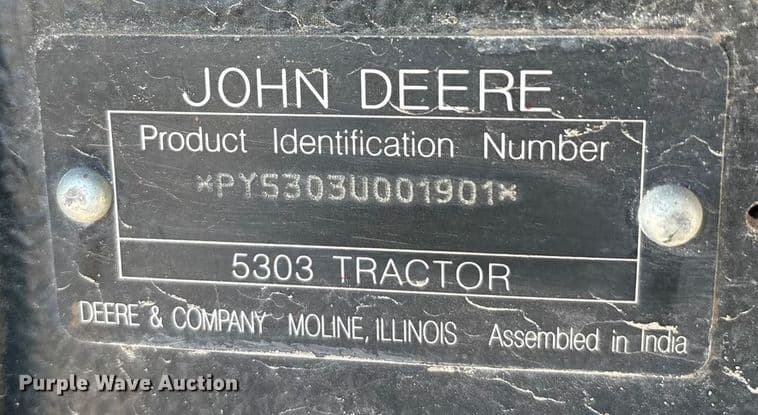 JOHN DEERE
Product Identification Number
*PY5303U001901*
5303 TRACTOR
DEERE & COMPANY MOLINE, ILLINOIS Assembled in India
Purple Wave Auction